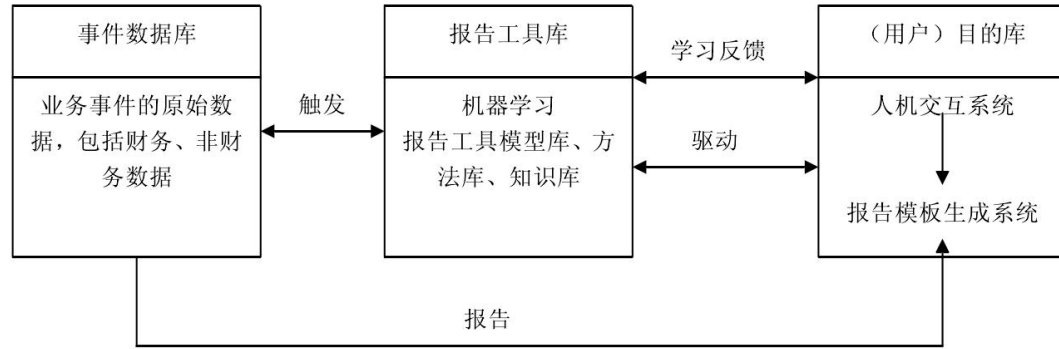 事件数据库
业务事件的原始数
据，包括财务、非财
务数据
触发
报告工具库
机器学习
报告工具模型库、方
法库、知识库
学习反馈
驱动
（用户）目的库
人机交互系统
报告模板生成系统
报告